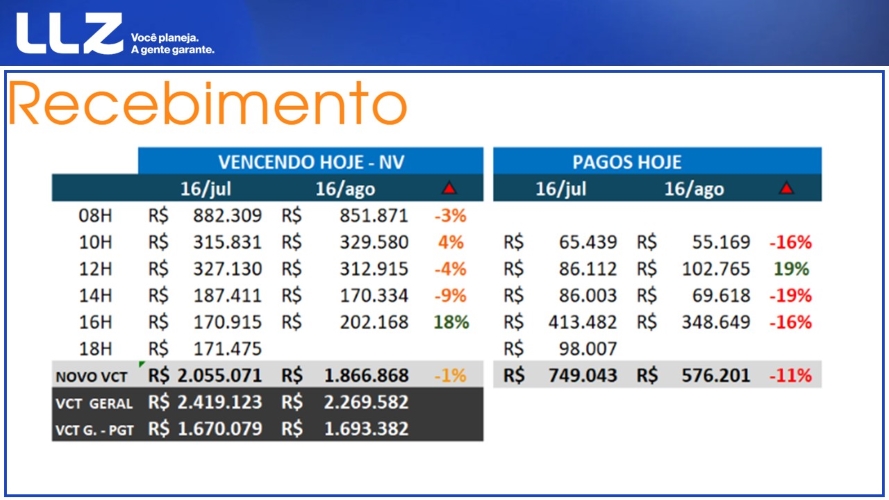 LLZ
Você planeja.
A gente garante.
Recebimento
VENCENDO HOJE - NV PAGOS HOJE
16/jul 16/ago 16/jul 16/ago
08H R$ 882.309 R$ 851.871 -3%
10H R$ 315.831 R$ 329.580 4% R$ 65.439 R$ 55.169 -16%
12H R$ 327.130 R$ 312.915 -4% R$ 86.112 R$ 102.765 19%
14H R$ 187.411 R$ 170.334 -9% R$ 86.003 R$ 69.618 -19%
16H R$ 170.915 R$ 202.168 18% R$ 413.482 R$ 348.649 -16%
18H R$ 171.475 R$ 98.007
NOVO VCT R$ 2.055.071 R$ 1.866.868 -1% R$ 749.043 R$ 576.201 -11%
VCT GERAL R$ 2.419.123 R$ 2.269.582
VCT G. - PGT R$ 1.670.079 R$ 1.693.382